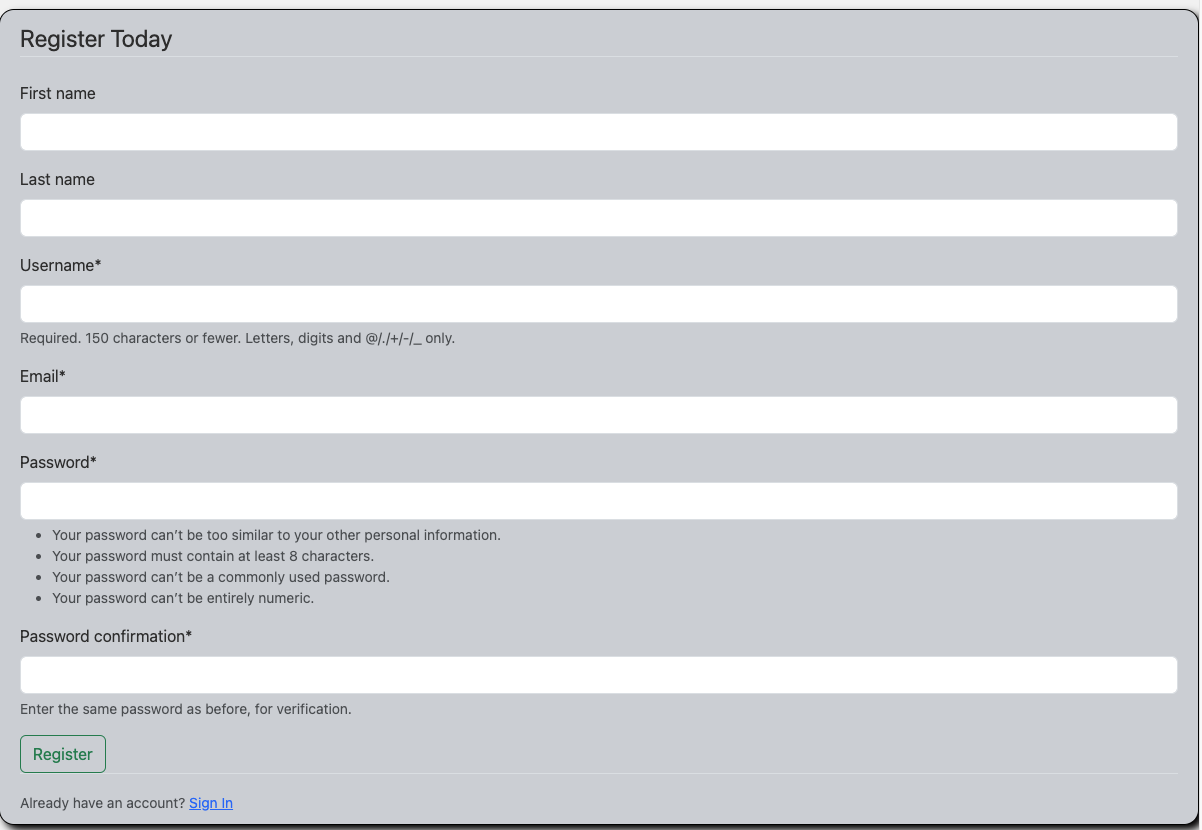 Register Today
First name
Last name
Username*
Required. 150 characters or fewer. Letters, digits and @/./+/-/_ only.
Email*
Password*
Your password can’t be too similar to your other personal information.
Your password must contain at least 8 characters.
Your password can’t be a commonly used password.
Your password can’t be entirely numeric.
Password confirmation*
Enter the same password as before, for verification.
Register
Already have an account? Sign In